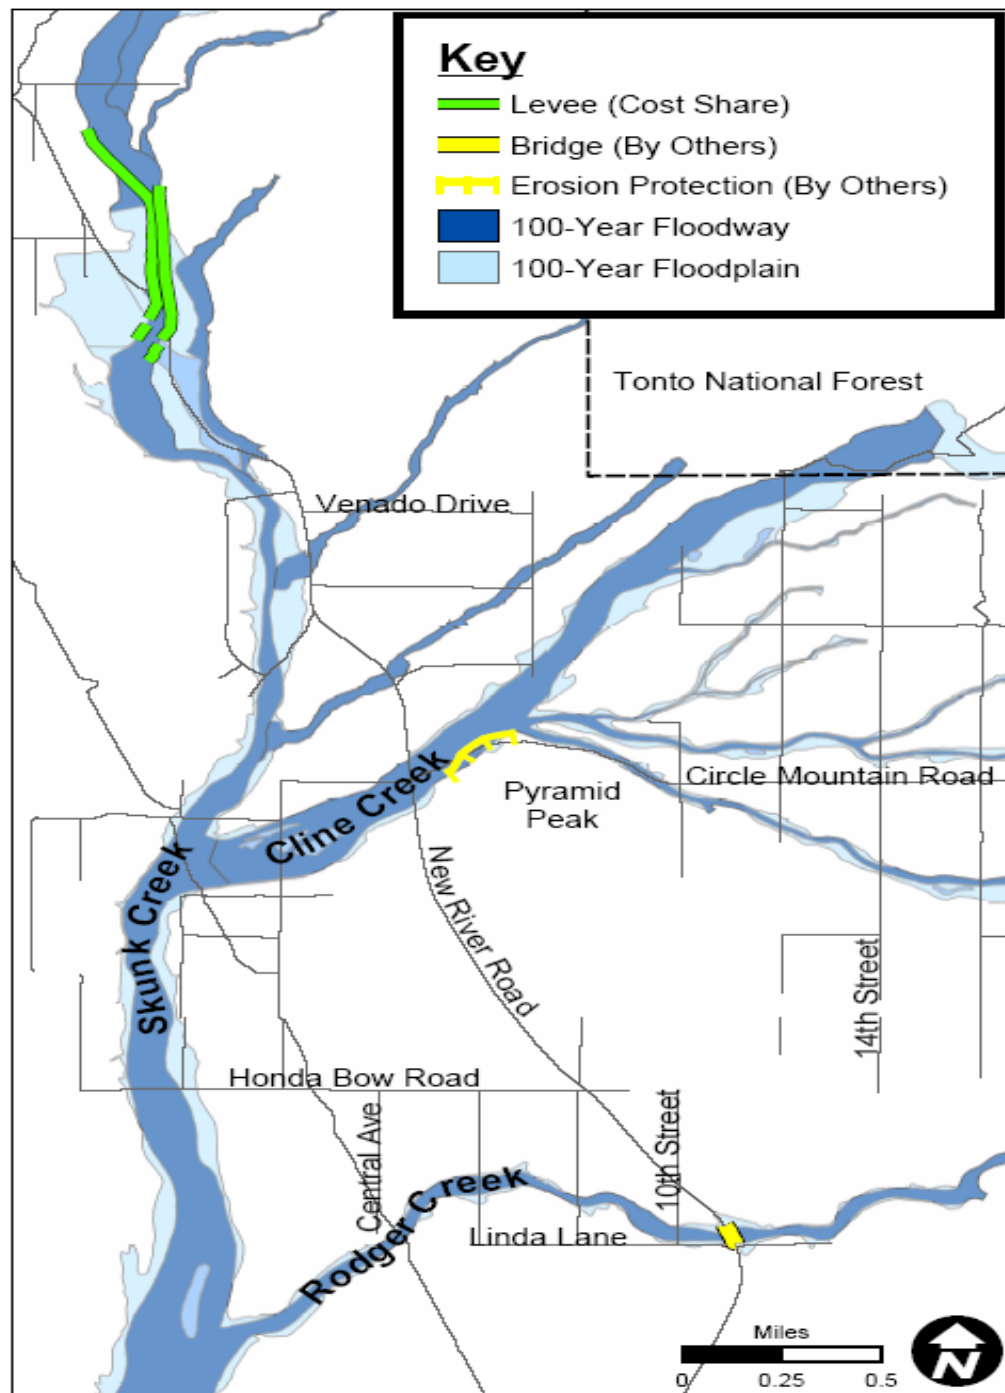 Key
Levee (Cost Share)
Bridge (By Others)
Erosion Protection (By Others)
100-Year Floodway
100-Year Floodplain
Tonto National Forest
Venado Drive
Cline Creek
Circle Mountain Road
Pyramid
Peak
Skunk Creek
New River Road
14th Street
Honda Bow Road
Central Ave
10th Street
Rodger Creek
Linda Lane
Miles
0 0.25 0.5
N